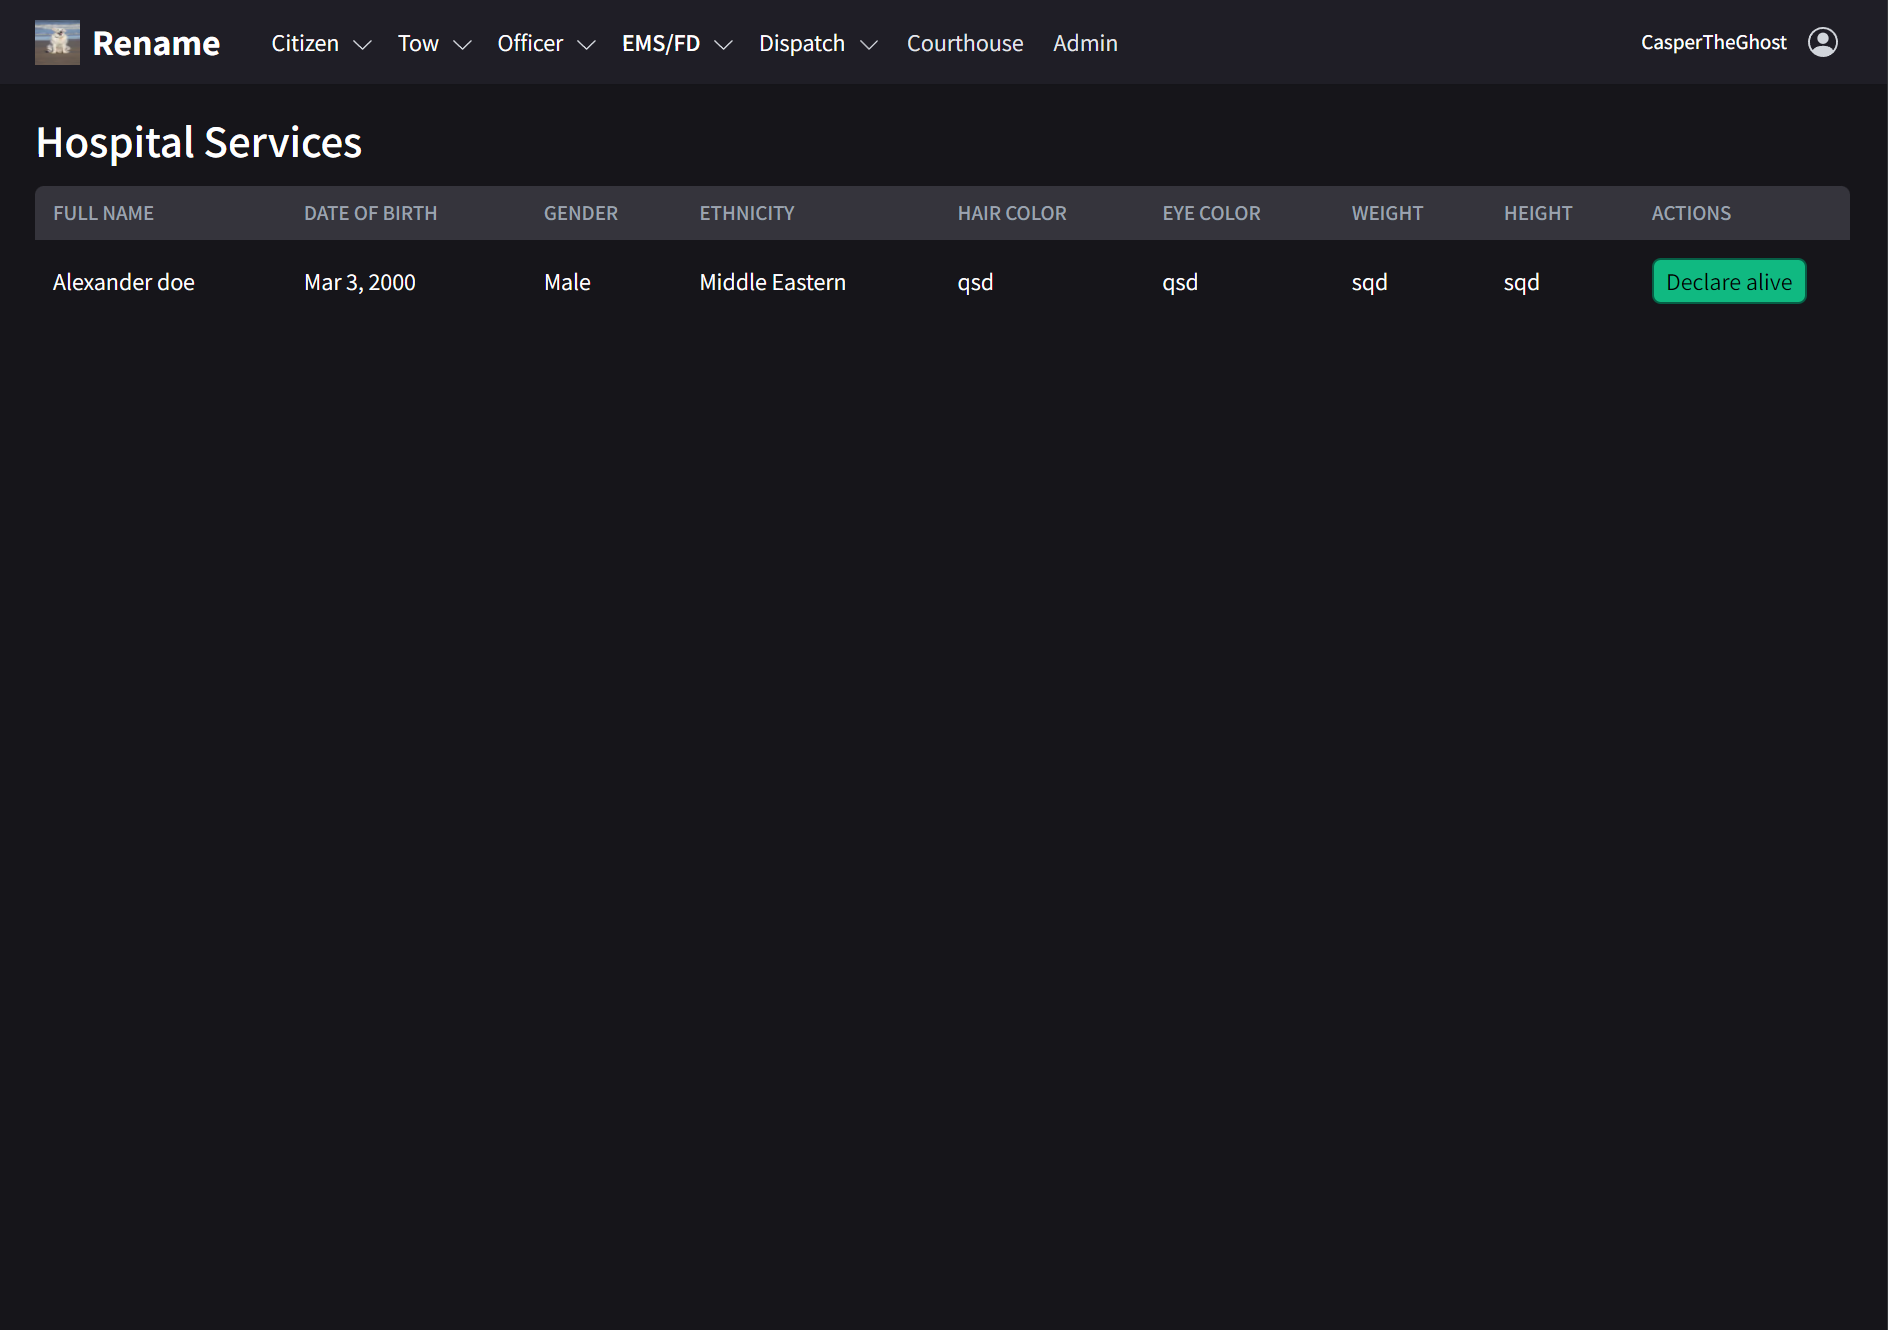 Rename Citizen Tow Officer EMS/FD Dispatch Courthouse Admin CasperTheGhost
Hospital Services
FULL NAME DATE OF BIRTH GENDER ETHNICITY HAIR COLOR EYE COLOR WEIGHT HEIGHT ACTIONS
Alexander doe Mar 3, 2000 Male Middle Eastern qsd qsd sqd sqd Declare alive